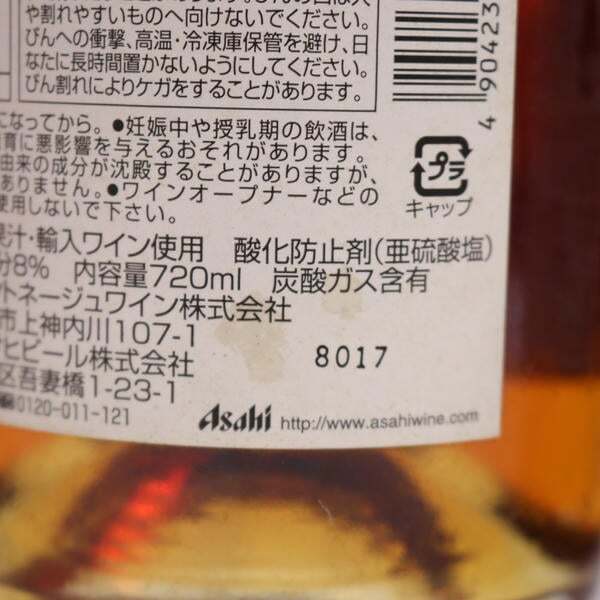 や割れやすいものへ向けないでください。
びんへの衝撃、高温・冷凍庫保管を避け、日
なたに長時間置かないようにしてください。
びん割れによりケガをすることがあります。
4 90423
になってから。●妊娠中や授乳期の飲酒は、
育に悪影響を与えるおそれがあります。
由来の成分が沈殿することがありますが、
ありません。●ワインオープナーなどの
使用しないで下さい。
プラ
キャップ
果汁・輸入ワイン使用 酸化防止剤(亜硫酸塩)
分8% 内容量720ml 炭酸ガス含有
ントネージュワイン株式会社
市上神内川107-1
サヒビール株式会社
区吾妻橋1-23-1
8017
0120-011-121
Asahi http://www.asahiwine.com